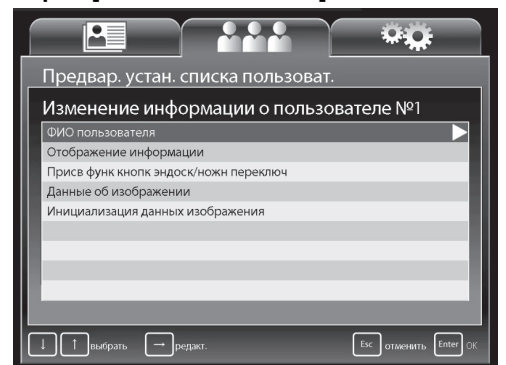 Предвар. устан. списка пользоват.
Изменение информации о пользователе №1
ФИО пользователя
Отображение информации
Присв функ кнопк эндоск/ножн переключ
Данные об изображении
Инициализация данных изображения
↓ ↑ выбрать → редакт. Esc отменить Enter ОК